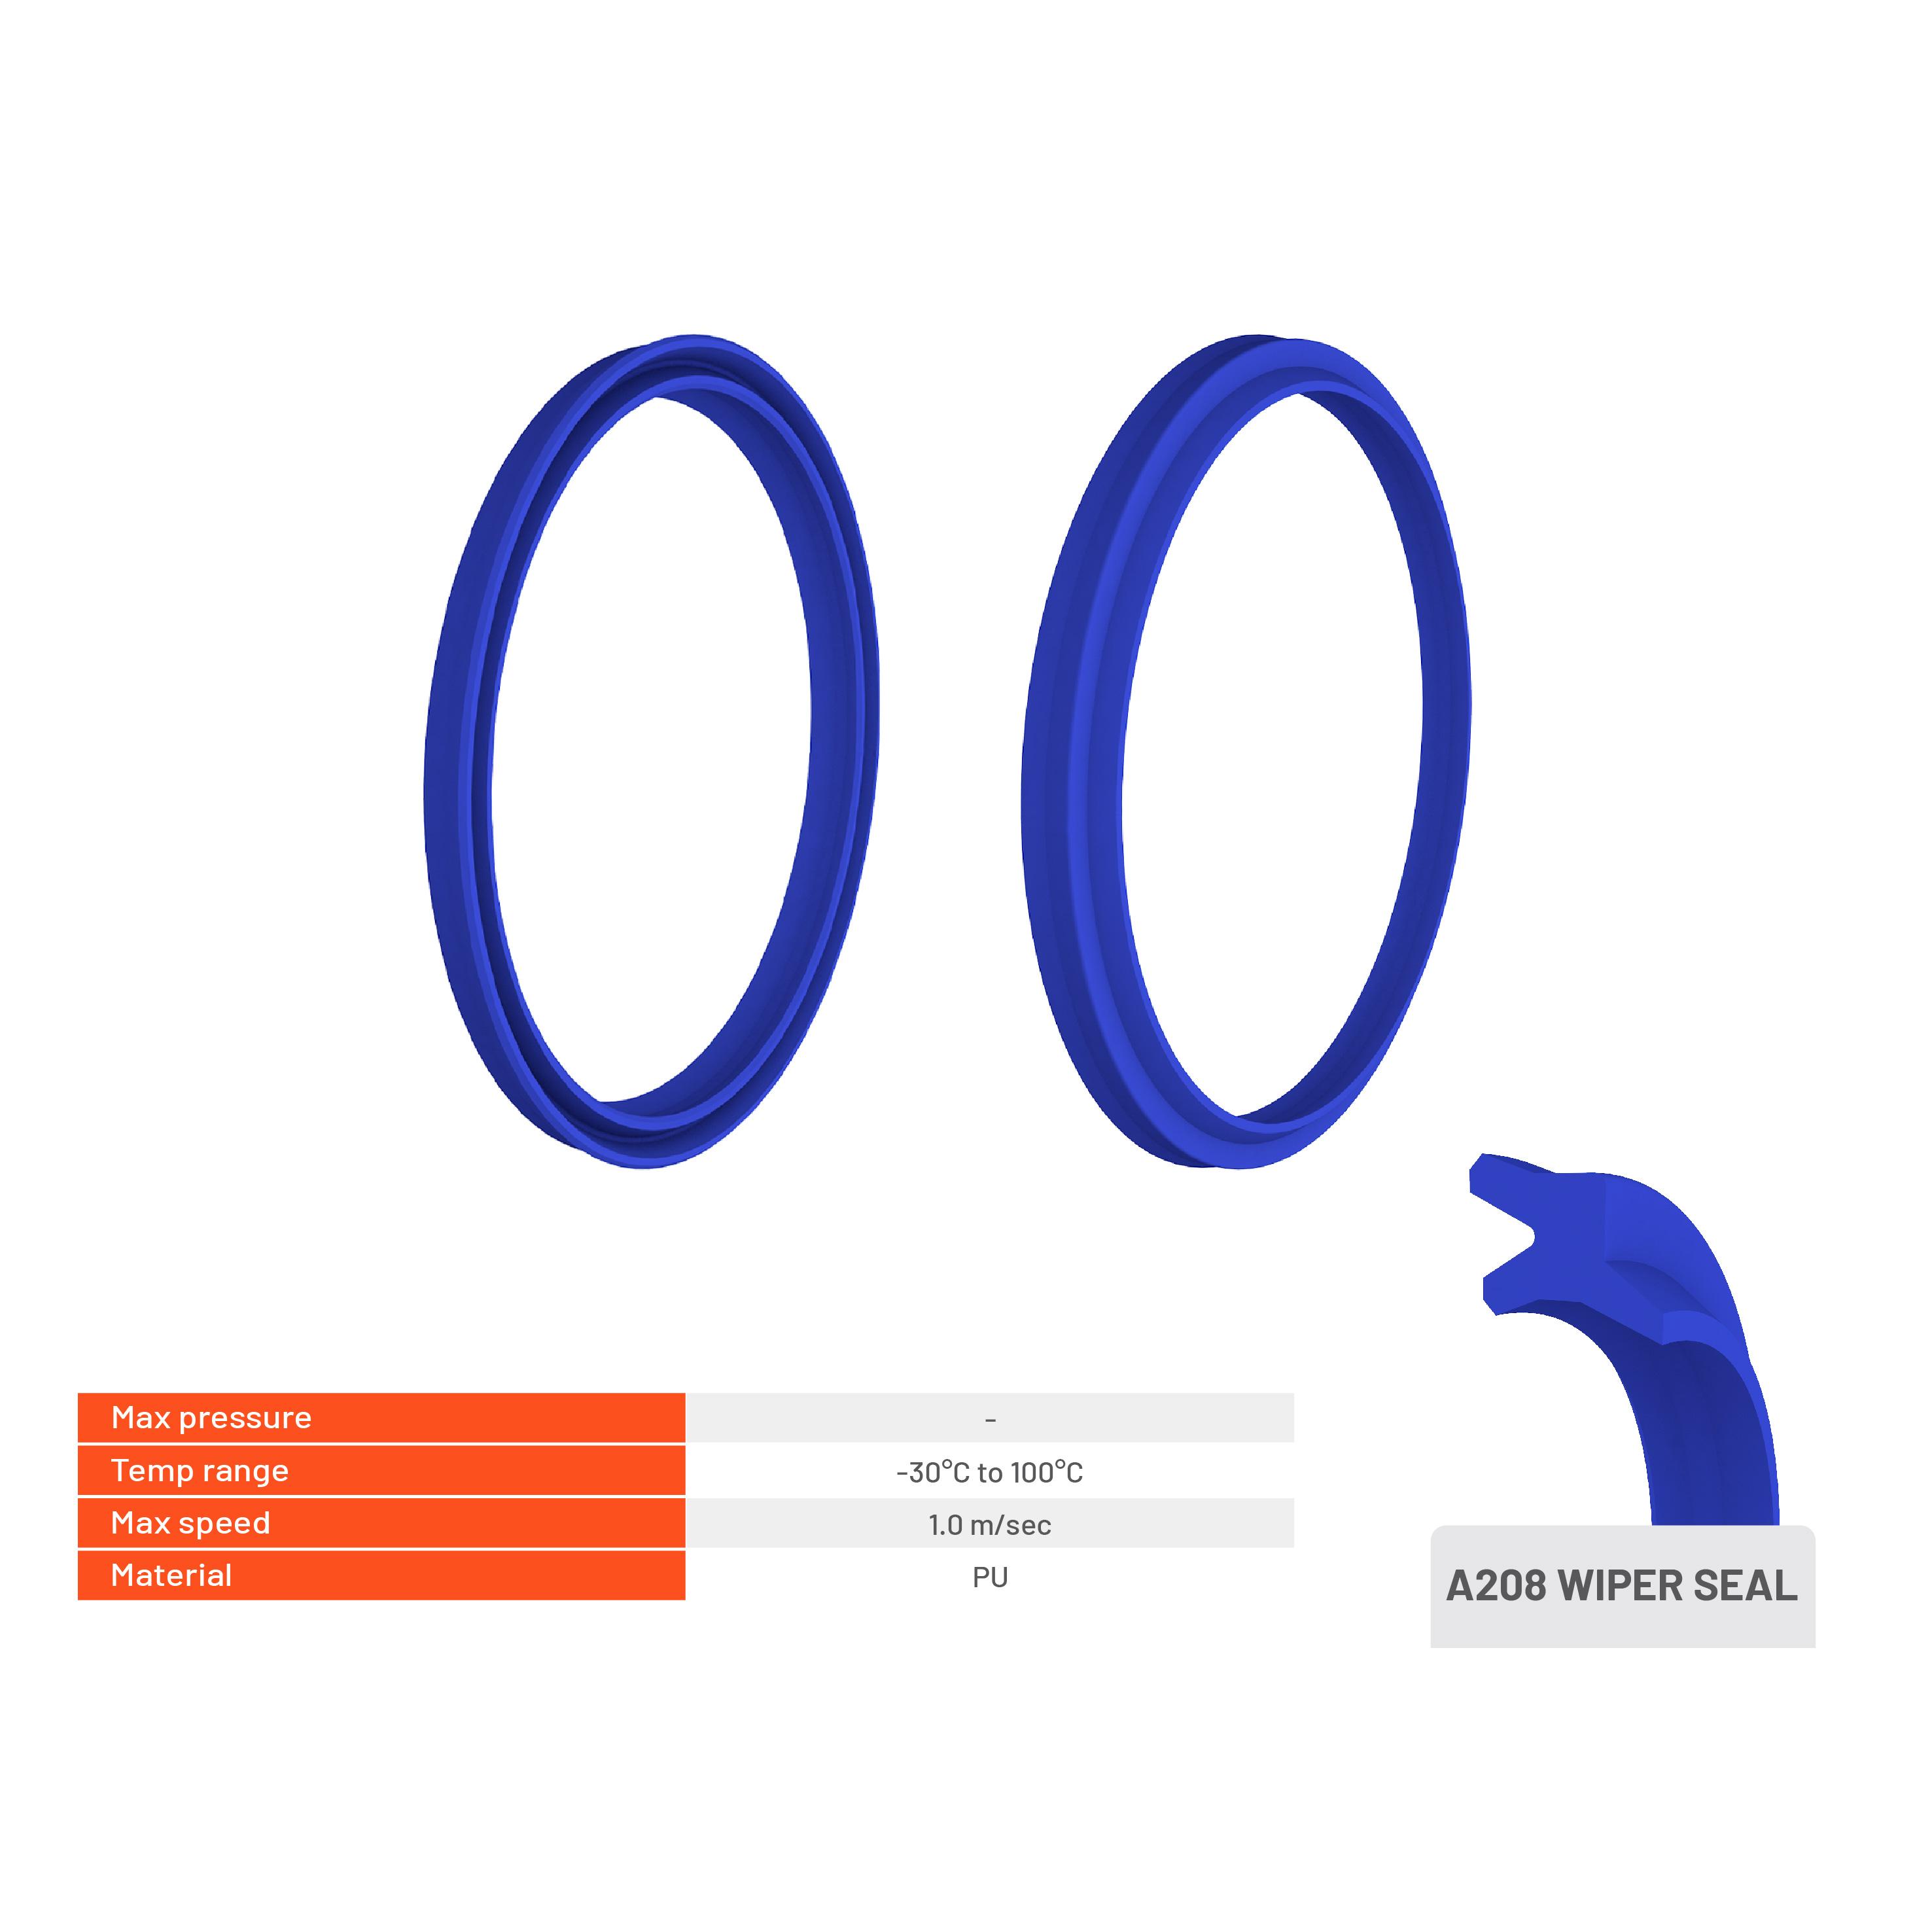 Max pressure -
Temp range -30°C to 100°C
Max speed 1.0 m/sec
Material PU
A208 WIPER SEAL